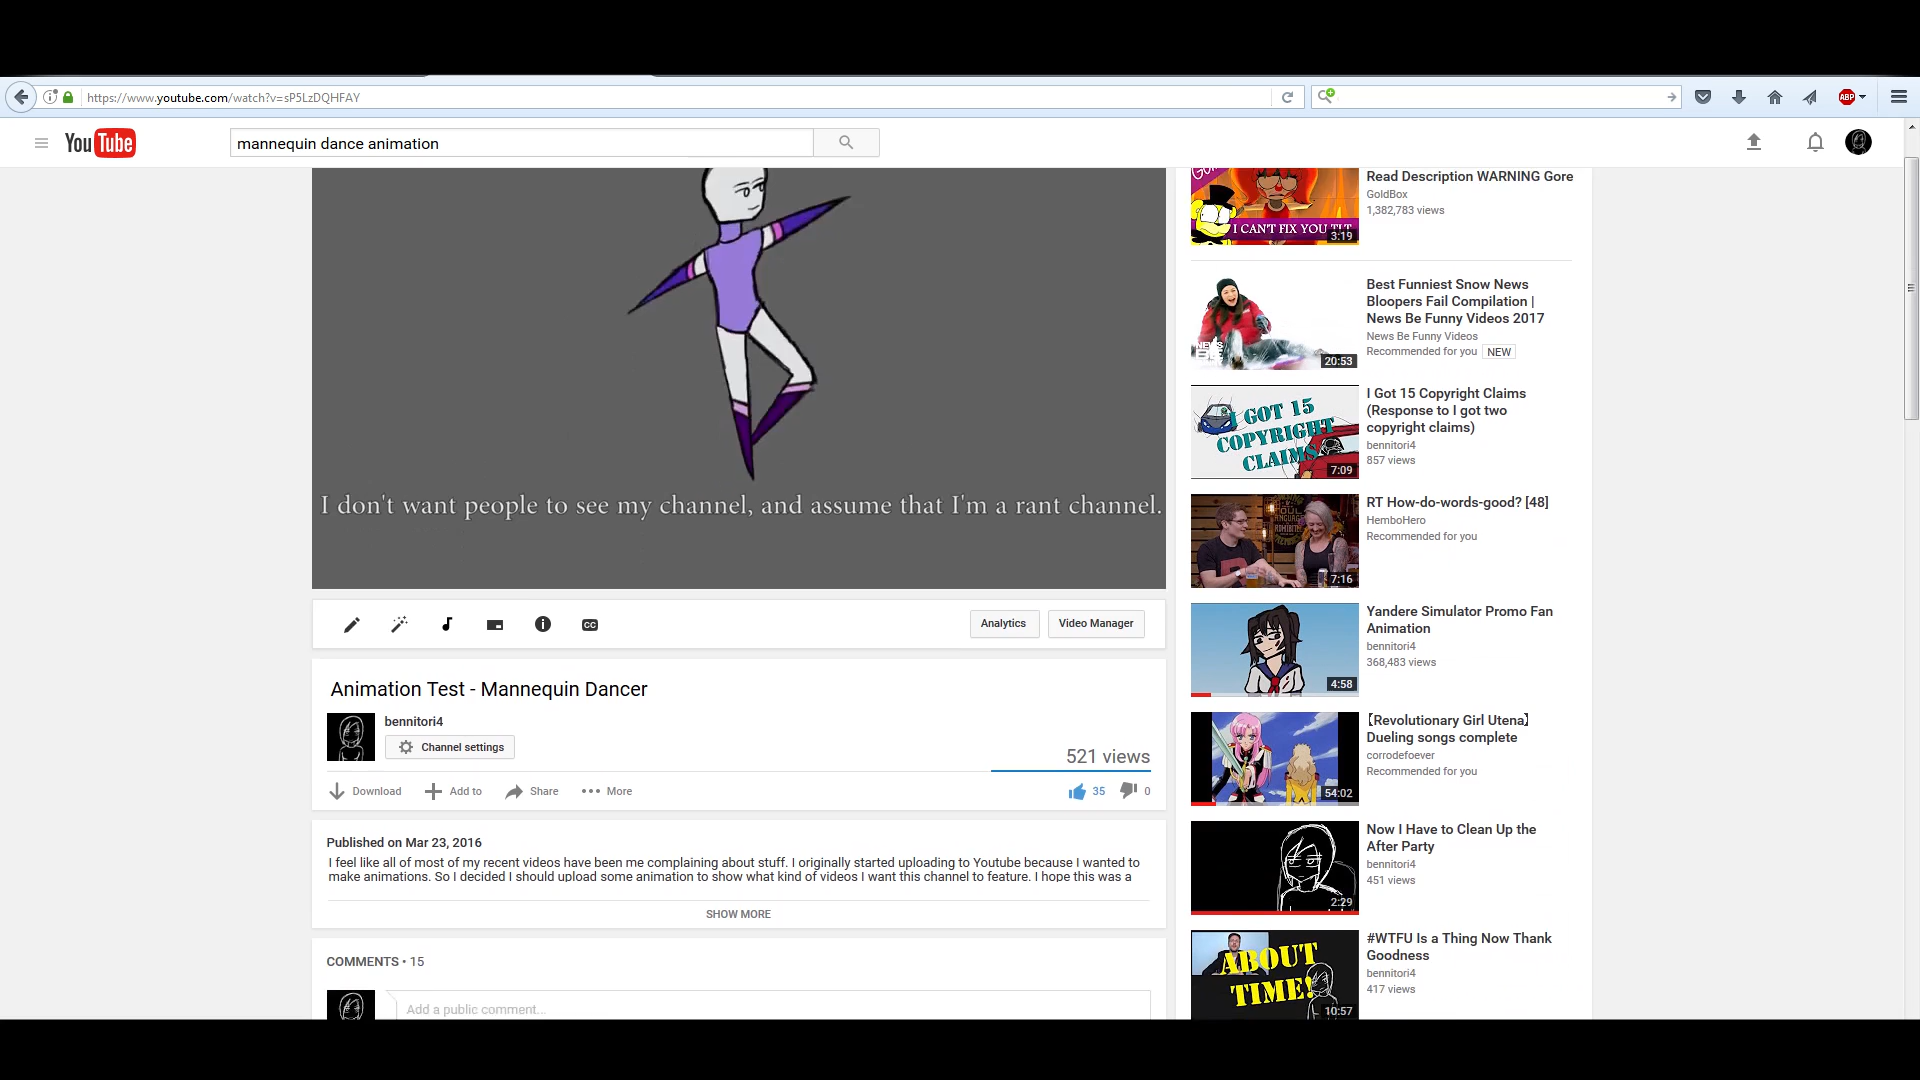 https://www.youtube.com/watch?v=sP5LzDQHFAY
ABP
YouTube
mannequin dance animation
I don't want people to see my channel, and assume that I'm a rant channel.
CC
Analytics
Video Manager
Animation Test - Mannequin Dancer
bennitori4
Channel settings
521 views
Download
Add to
Share
More
35
0
Published on Mar 23, 2016
I feel like all of most of my recent videos have been me complaining about stuff. I originally started uploading to Youtube because I wanted to
make animations. So I decided I should upload some animation to show what kind of videos I want this channel to feature. I hope this was a
SHOW MORE
COMMENTS • 15
Add a public comment...
I CAN'T FIX YOU
3:19
Read Description WARNING Gore
GoldBox
1,382,783 views
20:53
Best Funniest Snow News
Bloopers Fail Compilation |
News Be Funny Videos 2017
News Be Funny Videos
Recommended for you NEW
I GOT 15
COPYRIGHT
CLAIMS
7:09
I Got 15 Copyright Claims
(Response to I got two
copyright claims)
bennitori4
857 views
7:16
RT How-do-words-good? [48]
HemboHero
Recommended for you
4:58
Yandere Simulator Promo Fan
Animation
bennitori4
368,483 views
54:02
【Revolutionary Girl Utena】
Dueling songs complete
corrodefoever
Recommended for you
2:29
Now I Have to Clean Up the
After Party
bennitori4
451 views
ABOUT
TIME!
10:57
#WTFU Is a Thing Now Thank
Goodness
bennitori4
417 views